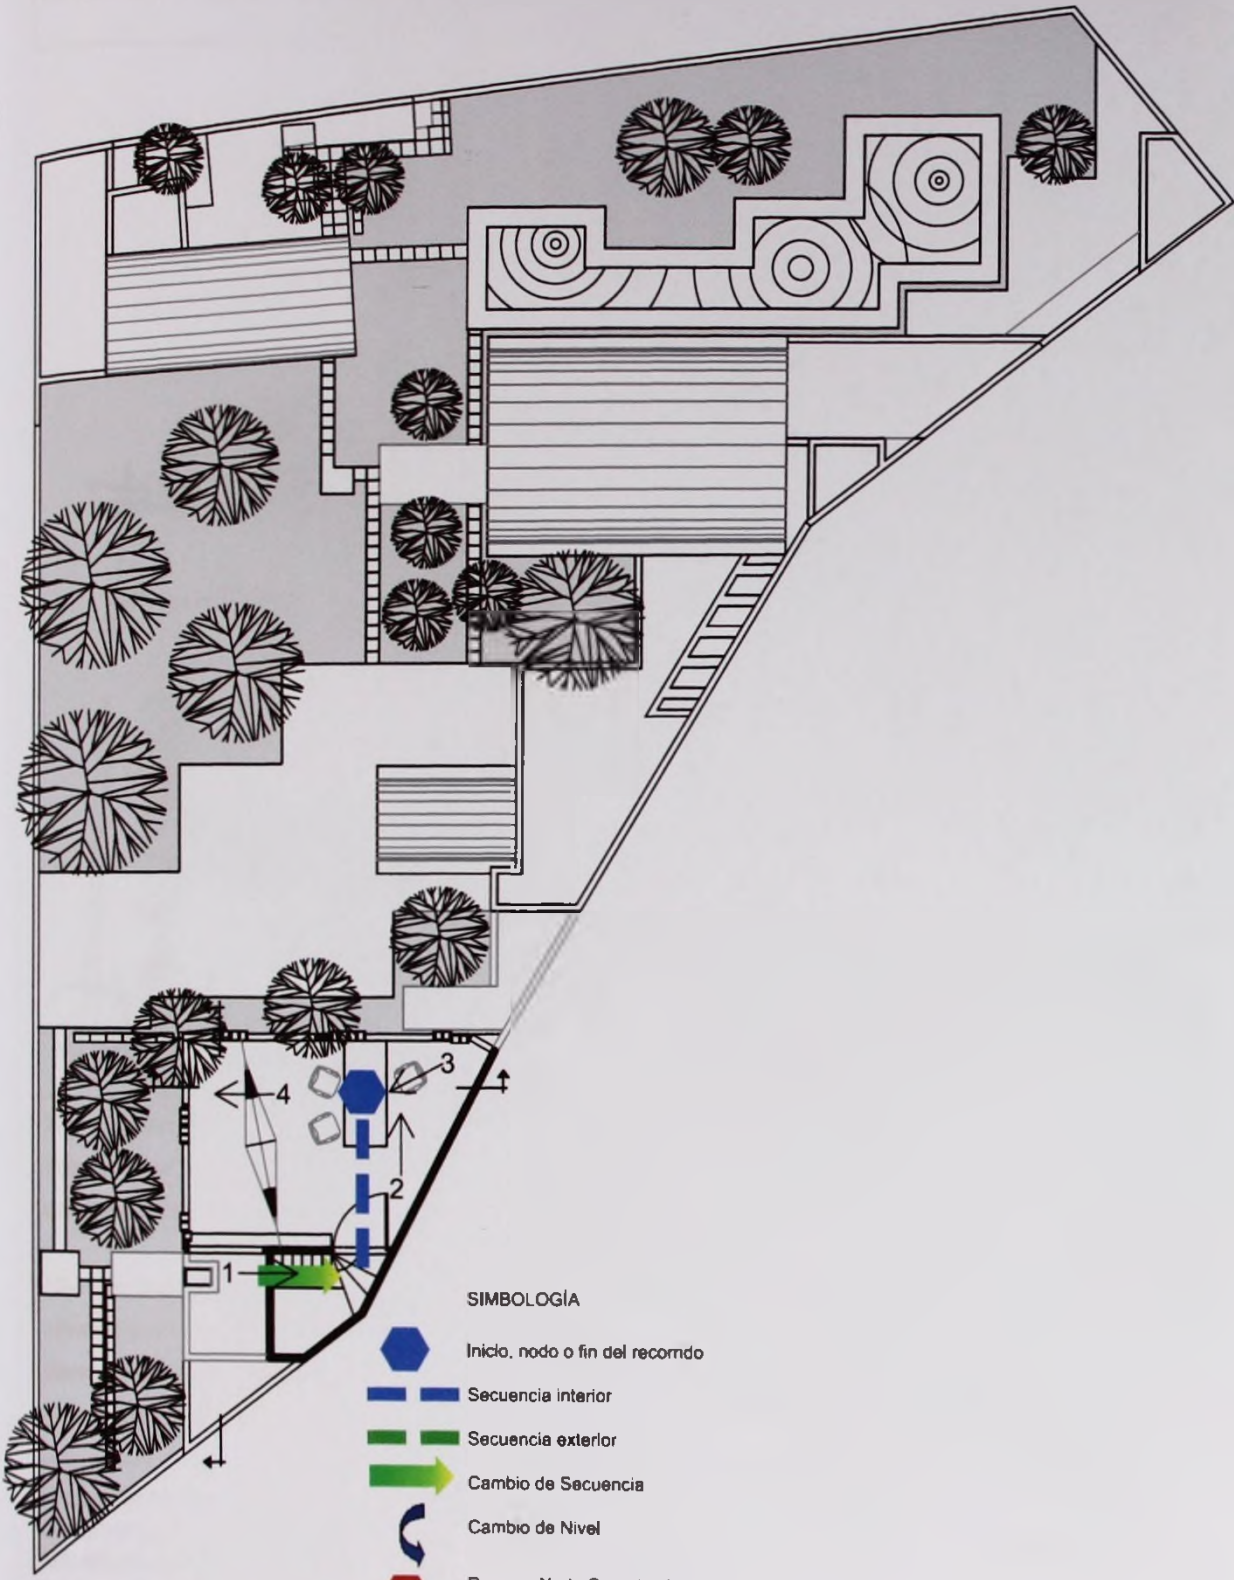 3
4
2
1
SIMBOLOGÍA
Inicio, nodo o fin del recorrido
Secuencia interior
Secuencia exterior
Cambio de Secuencia
Cambio de Nivel